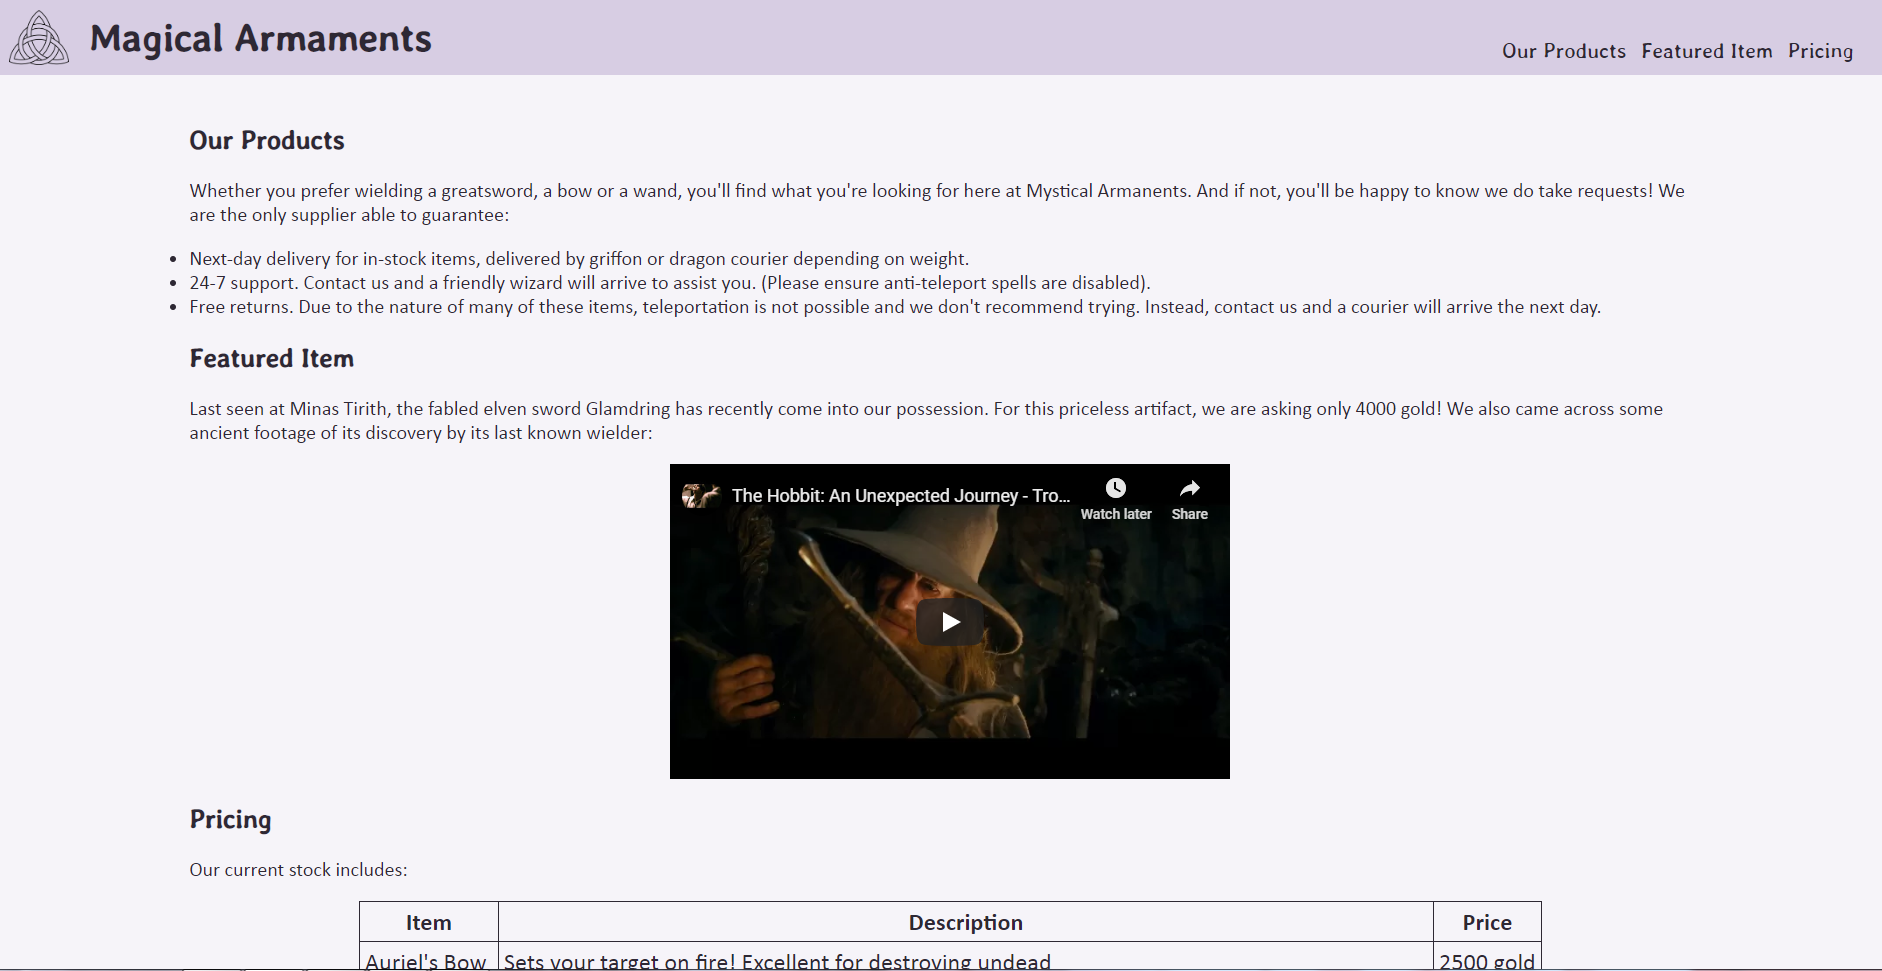 Magical Armaments
Our Products Featured Item Pricing
Our Products
Whether you prefer wielding a greatsword, a bow or a wand, you'll find what you're looking for here at Mystical Armanents. And if not, you'll be happy to know we do take requests! We
are the only supplier able to guarantee:
Next-day delivery for in-stock items, delivered by griffon or dragon courier depending on weight.
24-7 support. Contact us and a friendly wizard will arrive to assist you. (Please ensure anti-teleport spells are disabled).
Free returns. Due to the nature of many of these items, teleportation is not possible and we don't recommend trying. Instead, contact us and a courier will arrive the next day.
Featured Item
Last seen at Minas Tirith, the fabled elven sword Glamdring has recently come into our possession. For this priceless artifact, we are asking only 4000 gold! We also came across some
ancient footage of its discovery by its last known wielder:
The Hobbit: An Unexpected Journey - Tro...
Watch later Share
Pricing
Our current stock includes:
Item Description Price
Auriel's Bow Sets your target on fire! Excellent for destroying undead 2500 gold